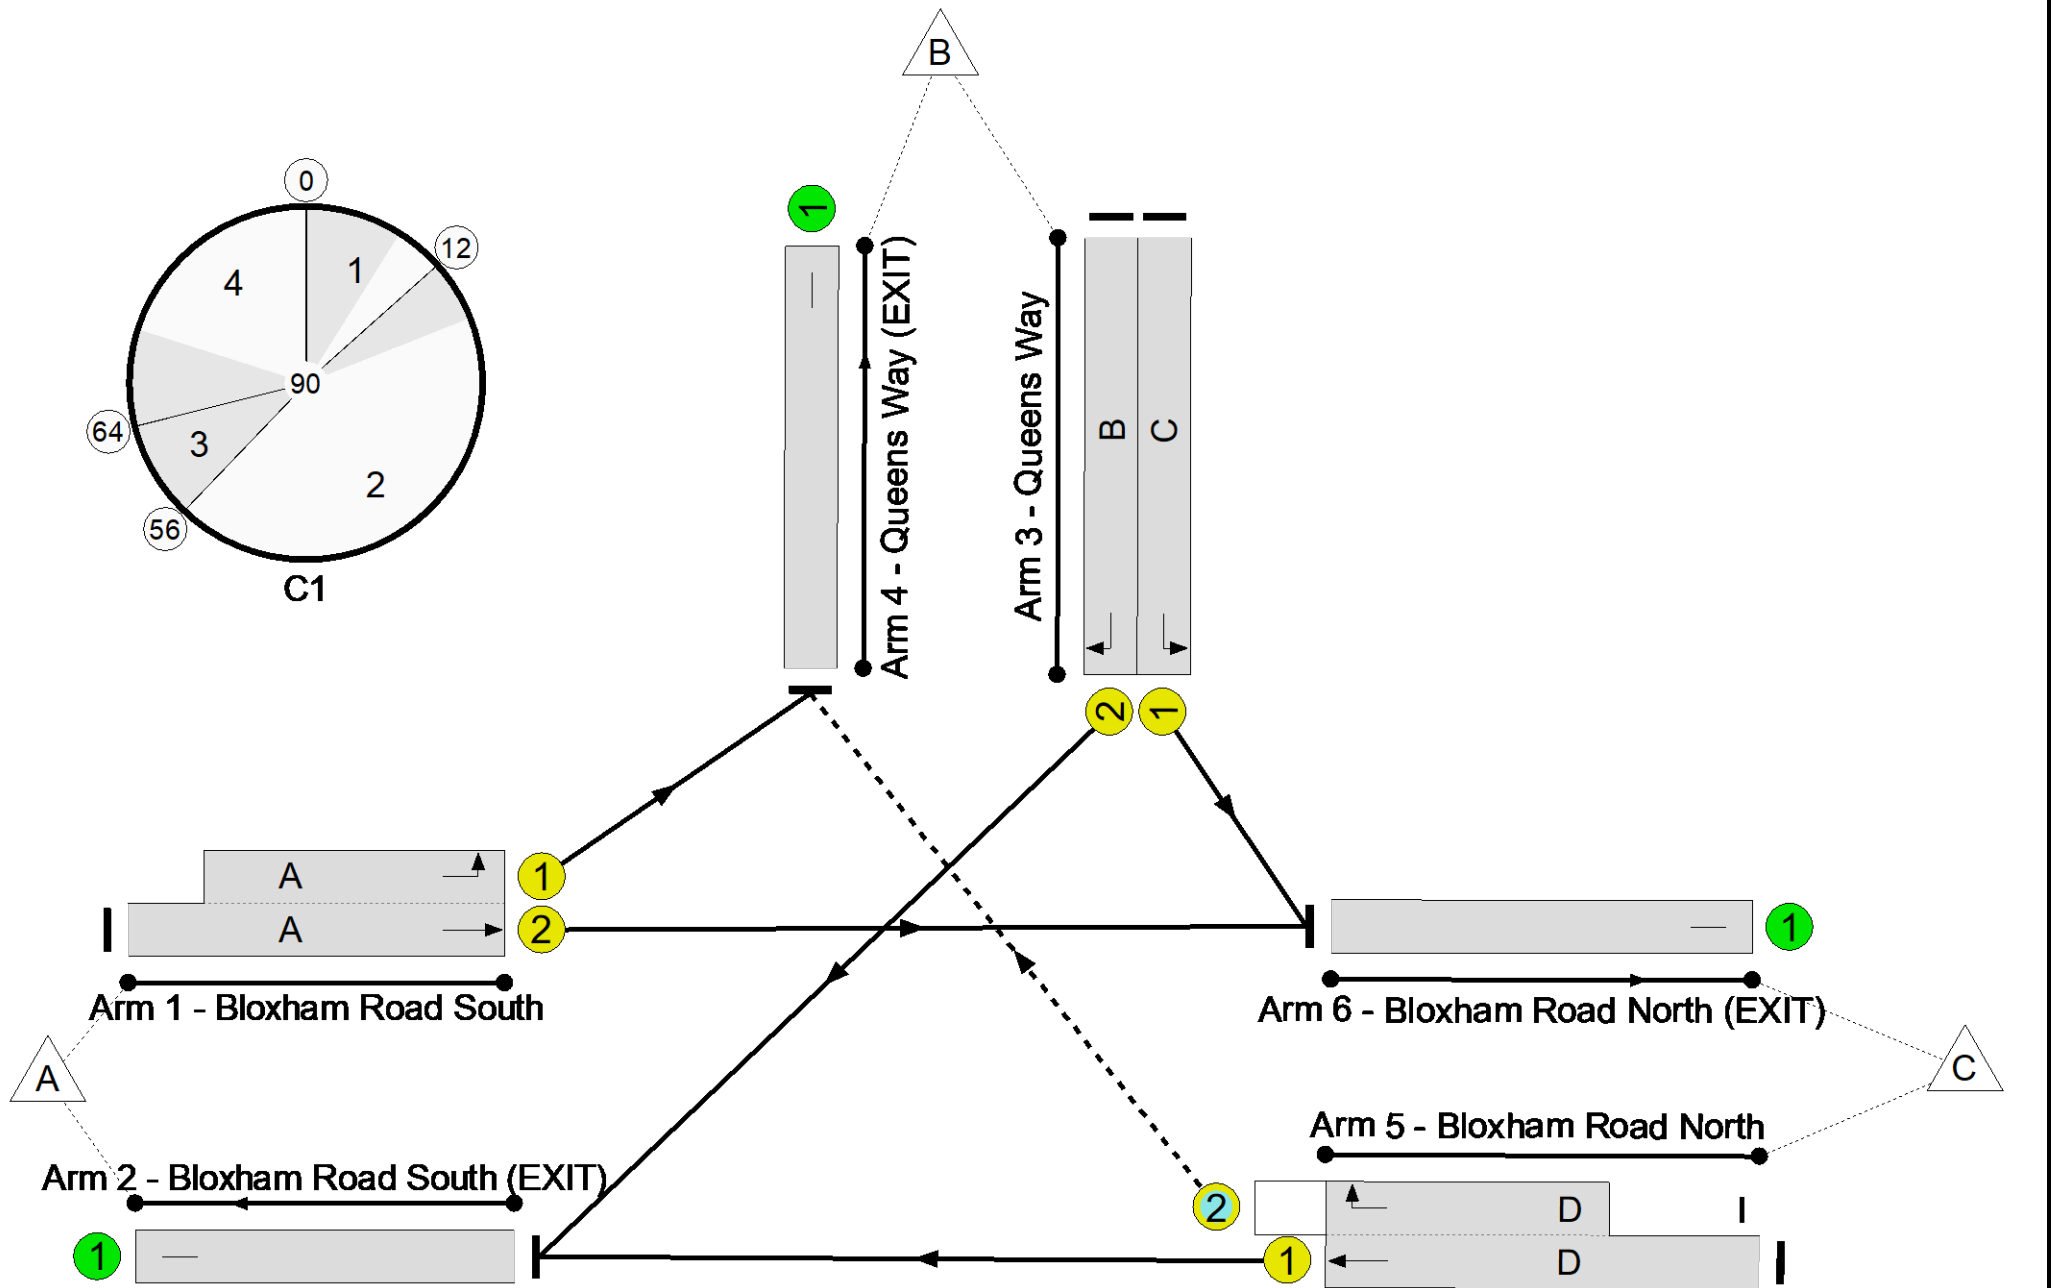 B
0
12
1
4
90
64
3
2
56
C1
1
Arm 4 - Queens Way (EXIT)
Arm 3 - Queens Way
B
C
2
1
A
1
A
2
Arm 1 - Bloxham Road South
1
Arm 6 - Bloxham Road North (EXIT)
A
C
Arm 5 - Bloxham Road North
Arm 2 - Bloxham Road South (EXIT)
2
D
1
1
D